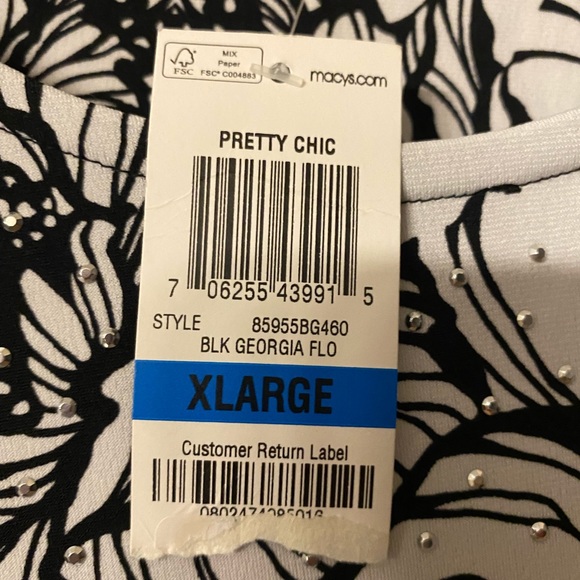 MIX
Paper
FSC FSC® C004883
macys.com
PRETTY CHIC
7 06255 43991 5
STYLE 85955BG460
BLK GEORGIA FLO
XLARGE
Customer Return Label
0802474085016